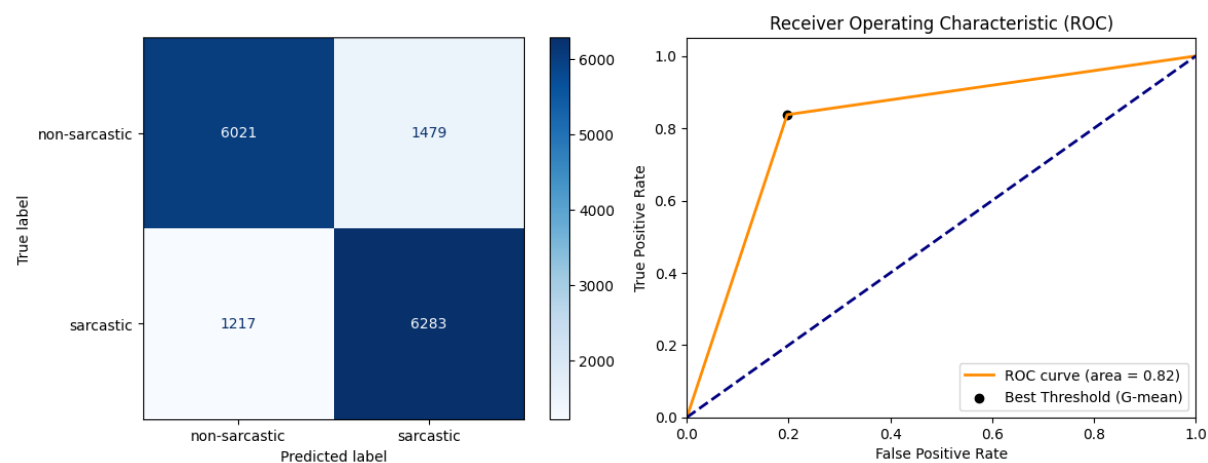 True label
non-sarcastic
sarcastic
6021
1479
1217
6283
non-sarcastic
sarcastic
Predicted label
6000
5000
4000
3000
2000
Receiver Operating Characteristic (ROC)
True Positive Rate
1.0
0.8
0.6
0.4
0.2
0.0
ROC curve (area = 0.82)
Best Threshold (G-mean)
0.0
0.2
0.4
0.6
0.8
1.0
False Positive Rate